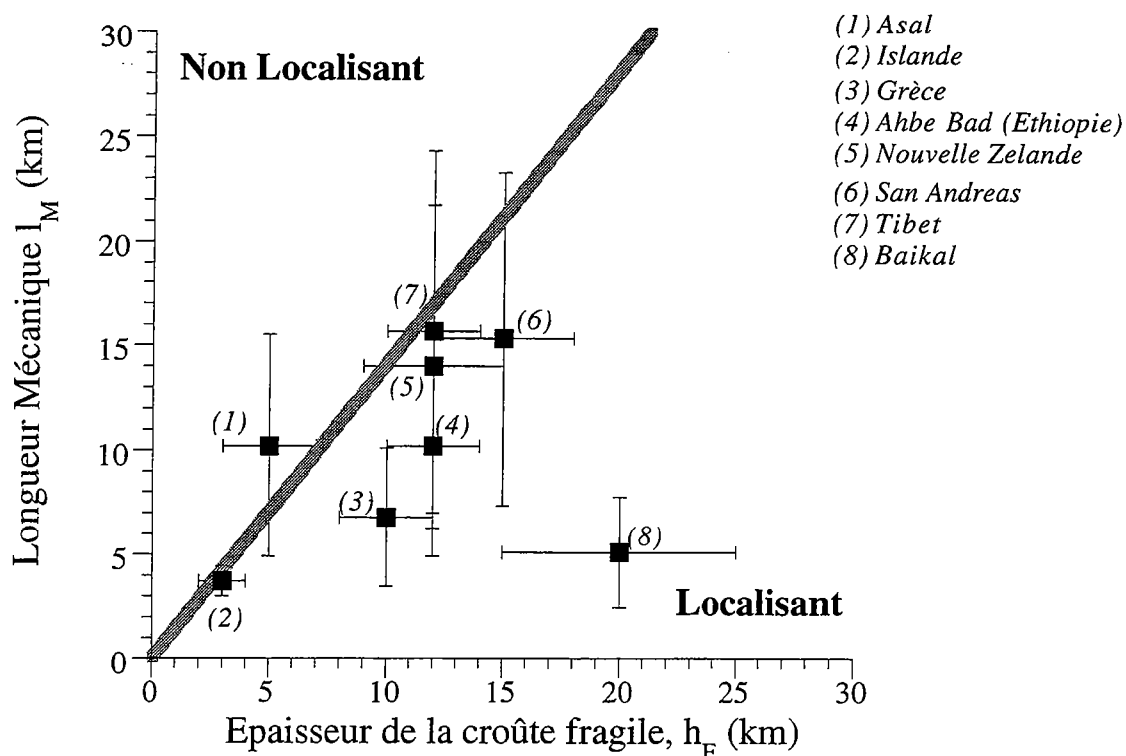 30
25
20
15
10
5
0
0 5 10 15 20 25 30
Longueur Mécanique l_M (km)
Epaisseur de la croûte fragile, h_F (km)
Non Localisant
Localisant
(1)
(2)
(3)
(4)
(5)
(6)
(7)
(8)
(1) Asal
(2) Islande
(3) Grèce
(4) Ahbe Bad (Ethiopie)
(5) Nouvelle Zelande
(6) San Andreas
(7) Tibet
(8) Baikal